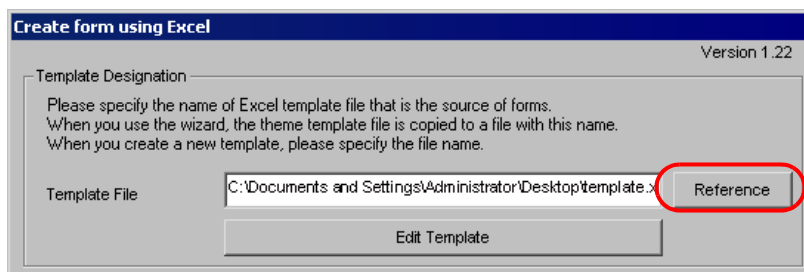 Create form using Excel
Version 1.22
Template Designation
Please specify the name of Excel template file that is the source of forms.
When you use the wizard, the theme template file is copied to a file with this name.
When you create a new template, please specify the file name.
Template File C:\Documents and Settings\Administrator\Desktop\template.x Reference
Edit Template